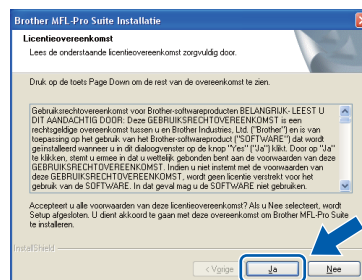 Brother MFL-Pro Suite Installatie
Licentieovereenkomst
Lees de onderstaande licentieovereenkomst zorgvuldig door.
Druk op de toets Page Down om de rest van de overeenkomst te zien.
Gebruiksrechtovereenkomst voor Brother-softwareproducten BELANGRIJK- LEEST U
DIT AANDACHTIG DOOR: Deze GEBRUIKSRECHTOVEREENKOMST is een
rechtsgeldige overeenkomst tussen u en Brother Industries, Ltd. ("Brother") en is van
toepassing op het gebruik van het Brother-softwareproduct ("SOFTWARE") dat wordt
geïnstalleerd wanneer u in dit dialoogvenster op de knop "Yes" ("Ja") klikt. Door op "Ja"
te klikken, stemt u ermee in dat u wettelijk gebonden bent aan de voorwaarden van deze
GEBRUIKSRECHTOVEREENKOMST. Indien u niet instemt met de voorwaarden van
deze GEBRUIKSRECHTOVEREENKOMST, wordt geen licentie verstrekt voor het
gebruik van de SOFTWARE. In dat geval mag u de SOFTWARE niet gebruiken.
Accepteert u alle voorwaarden van deze licentieovereenkomst? Als u Nee selecteert, wordt
Setup afgesloten. U dient akkoord te gaan met deze overeenkomst om Brother MFL-Pro Suite
te installeren.
InstallShield
< Vorige Ja Nee